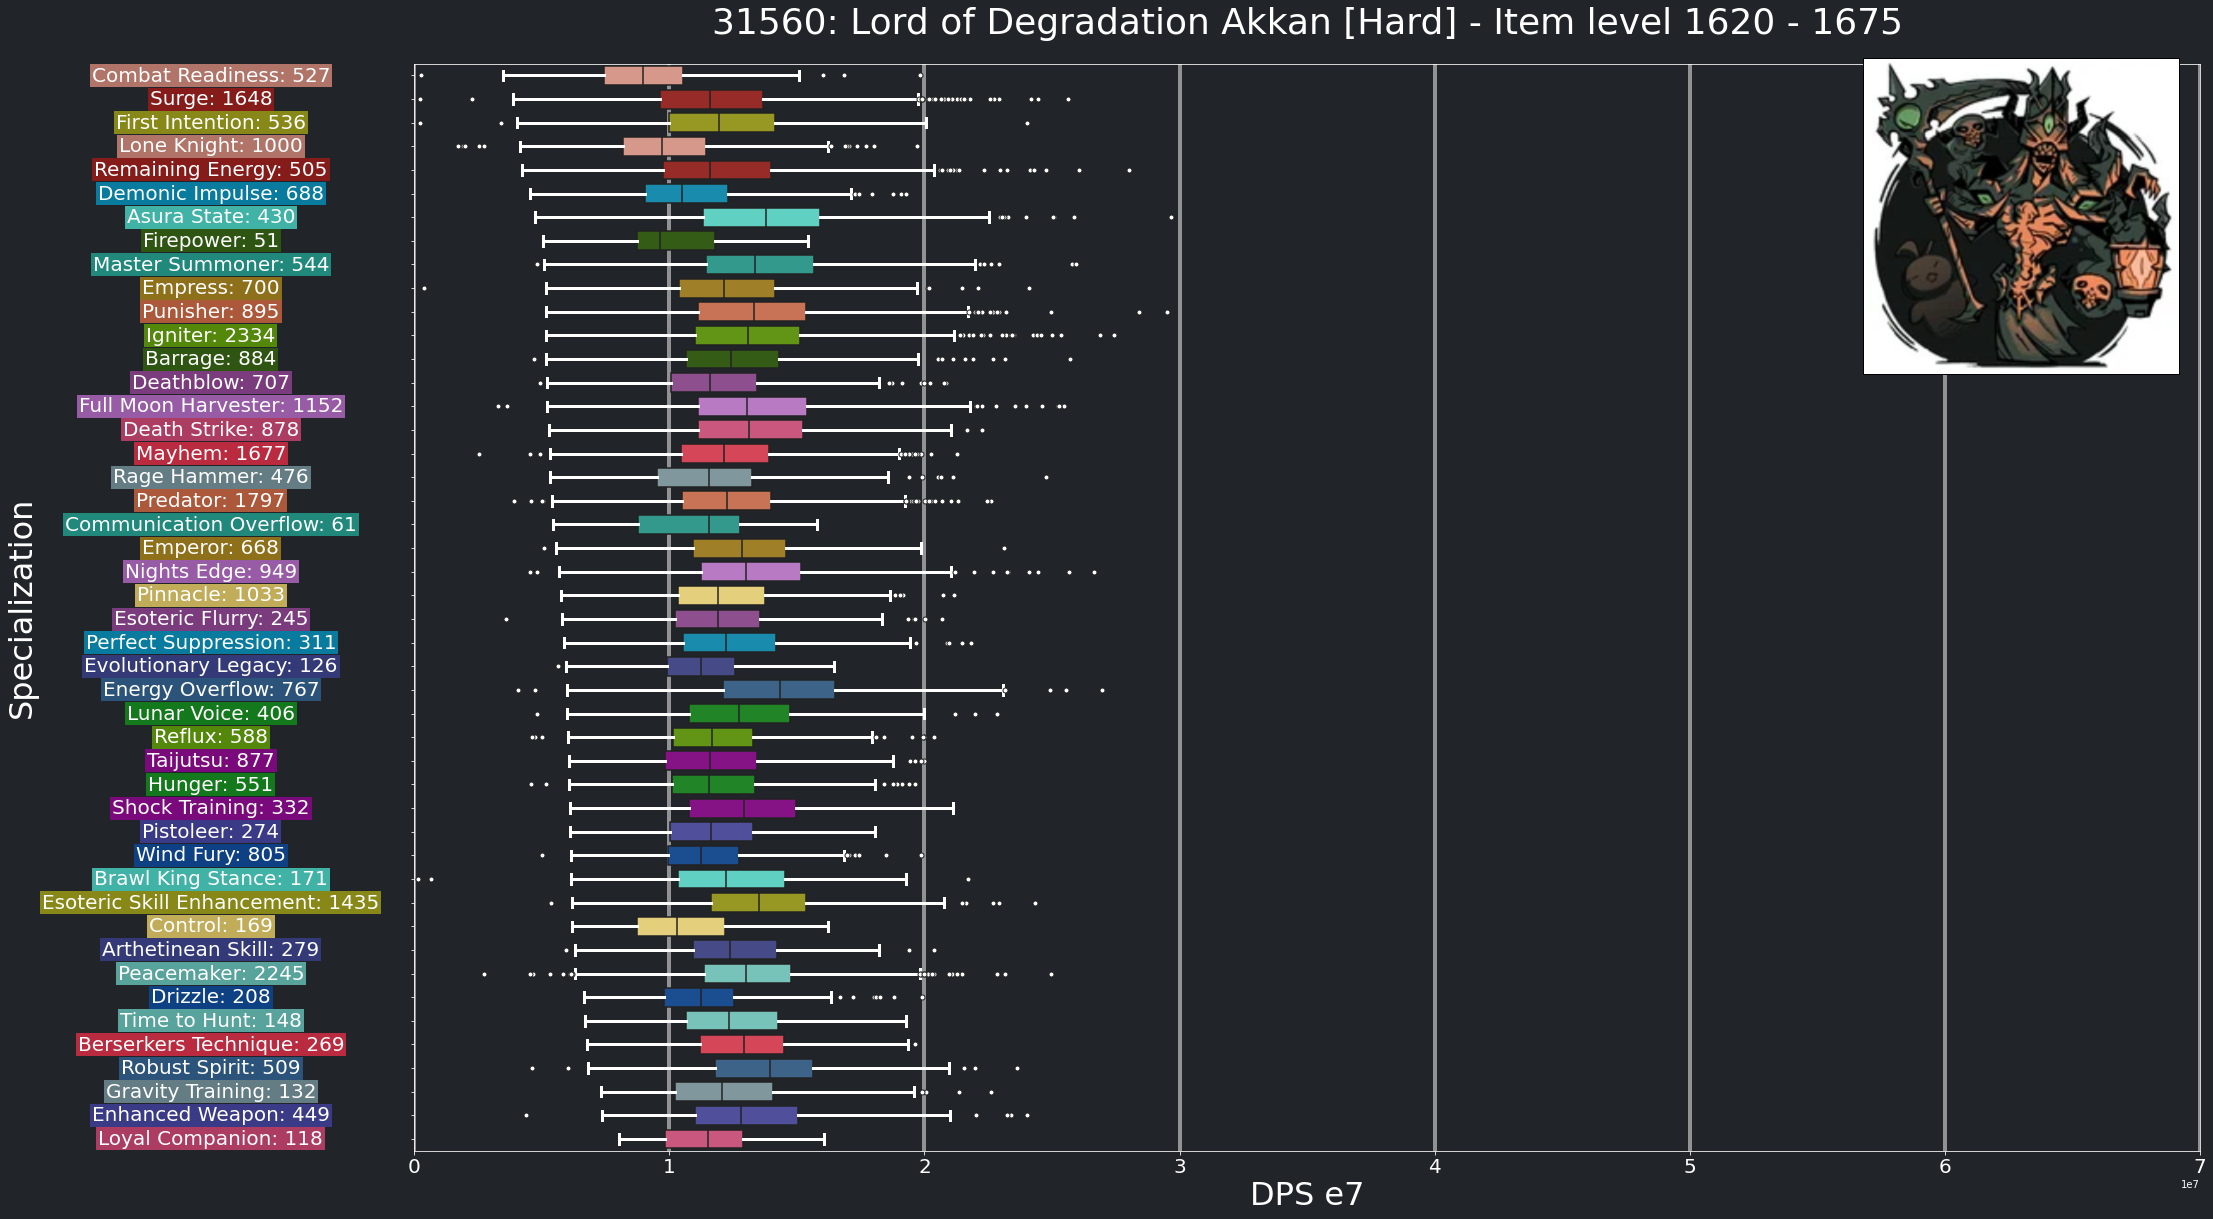 31560: Lord of Degradation Akkan [Hard] - Item level 1620 - 1675
Combat Readiness: 527
Surge: 1648
First Intention: 536
Lone Knight: 1000
Remaining Energy: 505
Demonic Impulse: 688
Asura State: 430
Firepower: 51
Master Summoner: 544
Empress: 700
Punisher: 895
Igniter: 2334
Barrage: 884
Deathblow: 707
Full Moon Harvester: 1152
Death Strike: 878
Mayhem: 1677
Rage Hammer: 476
Predator: 1797
Communication Overflow: 61
Emperor: 668
Nights Edge: 949
Pinnacle: 1033
Esoteric Flurry: 245
Perfect Suppression: 311
Evolutionary Legacy: 126
Energy Overflow: 767
Lunar Voice: 406
Reflux: 588
Taijutsu: 877
Hunger: 551
Shock Training: 332
Pistoleer: 274
Wind Fury: 805
Brawl King Stance: 171
Esoteric Skill Enhancement: 1435
Control: 169
Arthetinean Skill: 279
Peacemaker: 2245
Drizzle: 208
Time to Hunt: 148
Berserkers Technique: 269
Robust Spirit: 509
Gravity Training: 132
Enhanced Weapon: 449
Loyal Companion: 118
Specialization
0 1 2 3 4 5 6 7
1e7
DPS e7